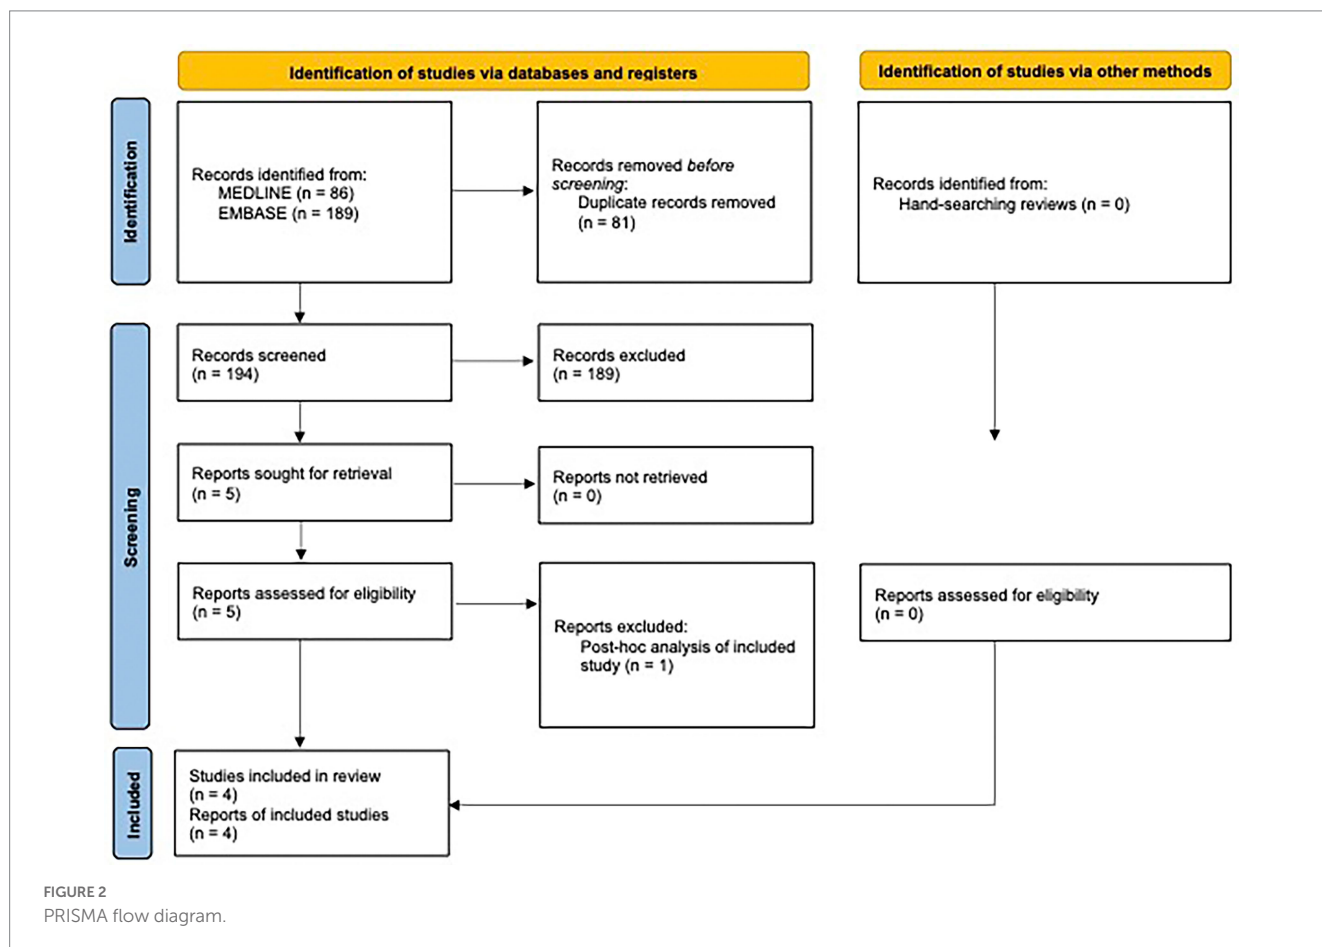 Identification of studies via databases and registers
Identification of studies via other methods
Identification
Records identified from:
MEDLINE (n = 86)
EMBASE (n = 189)
Records removed before
screening:
Duplicate records removed
(n = 81)
Records identified from:
Hand-searching reviews (n = 0)
Screening
Records screened
(n = 194)
Records excluded
(n = 189)
Reports sought for retrieval
(n = 5)
Reports not retrieved
(n = 0)
Reports assessed for eligibility
(n = 5)
Reports excluded:
Post-hoc analysis of included
study (n = 1)
Reports assessed for eligibility
(n = 0)
Included
Studies included in review
(n = 4)
Reports of included studies
(n = 4)
FIGURE 2
PRISMA flow diagram.